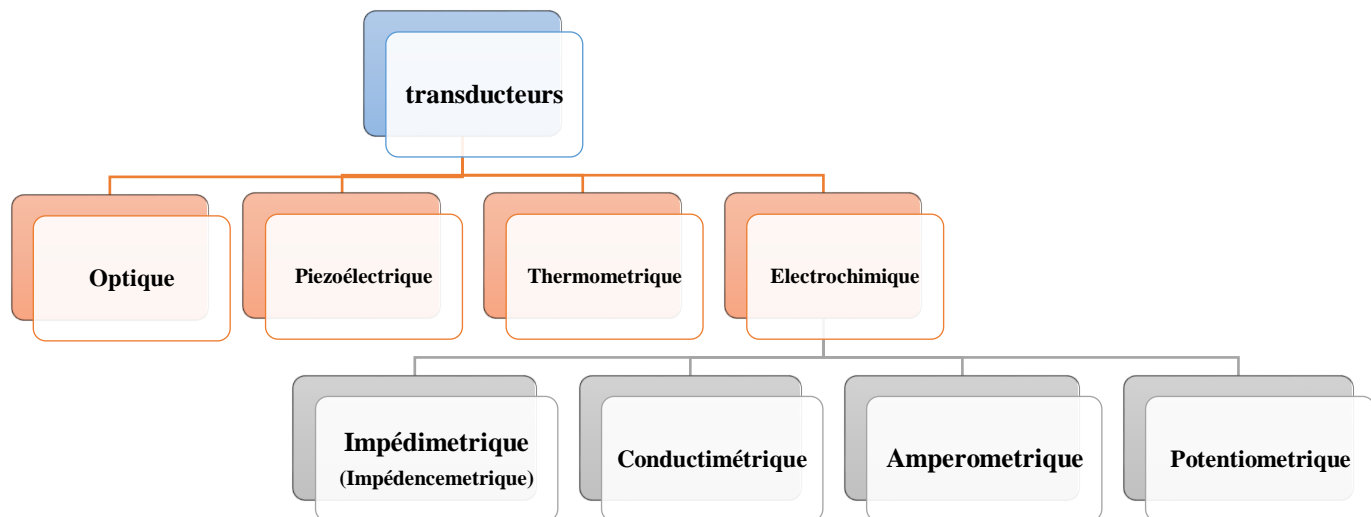 transducteurs
Optique
Piezoélectrique
Thermometrique
Electrochimique
Impédimetrique
(Impédencemetrique)
Conductimétrique
Amperometrique
Potentiometrique